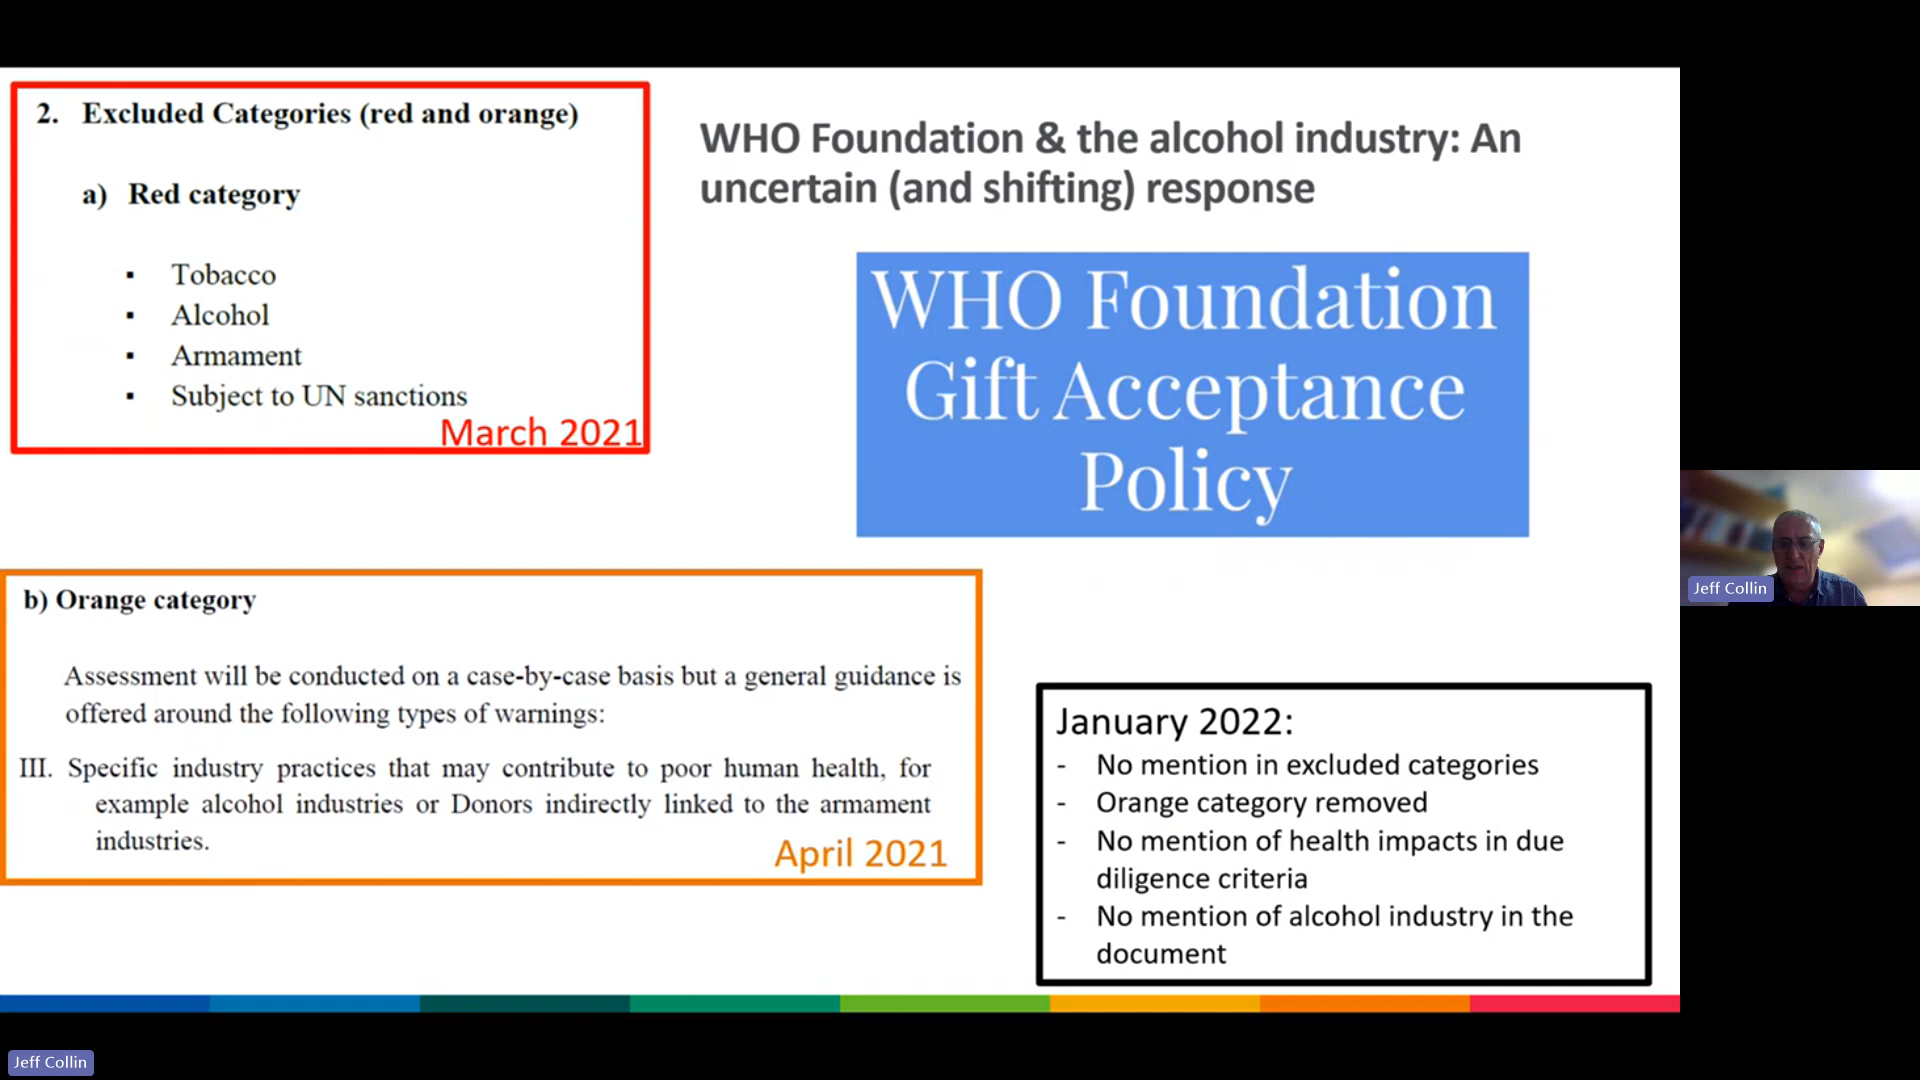 2. Excluded Categories (red and orange)
a) Red category
▪ Tobacco
▪ Alcohol
▪ Armament
▪ Subject to UN sanctions
March 2021
WHO Foundation & the alcohol industry: An
uncertain (and shifting) response
WHO Foundation
Gift Acceptance
Policy
b) Orange category
Assessment will be conducted on a case-by-case basis but a general guidance is
offered around the following types of warnings:
III. Specific industry practices that may contribute to poor human health, for
example alcohol industries or Donors indirectly linked to the armament
industries.
April 2021
January 2022:
- No mention in excluded categories
- Orange category removed
- No mention of health impacts in due
diligence criteria
- No mention of alcohol industry in the
document
Jeff Collin
Jeff Collin